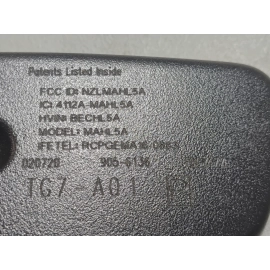 Patents Listed Inside
FCC ID: NZLMAHL5A
IC: 4112A-MAHL5A
HVIN: BECHL5A
MODEL: MAHL5A
IFETEL: RCPGEMA16-
020720 905-6136
TG7-A01